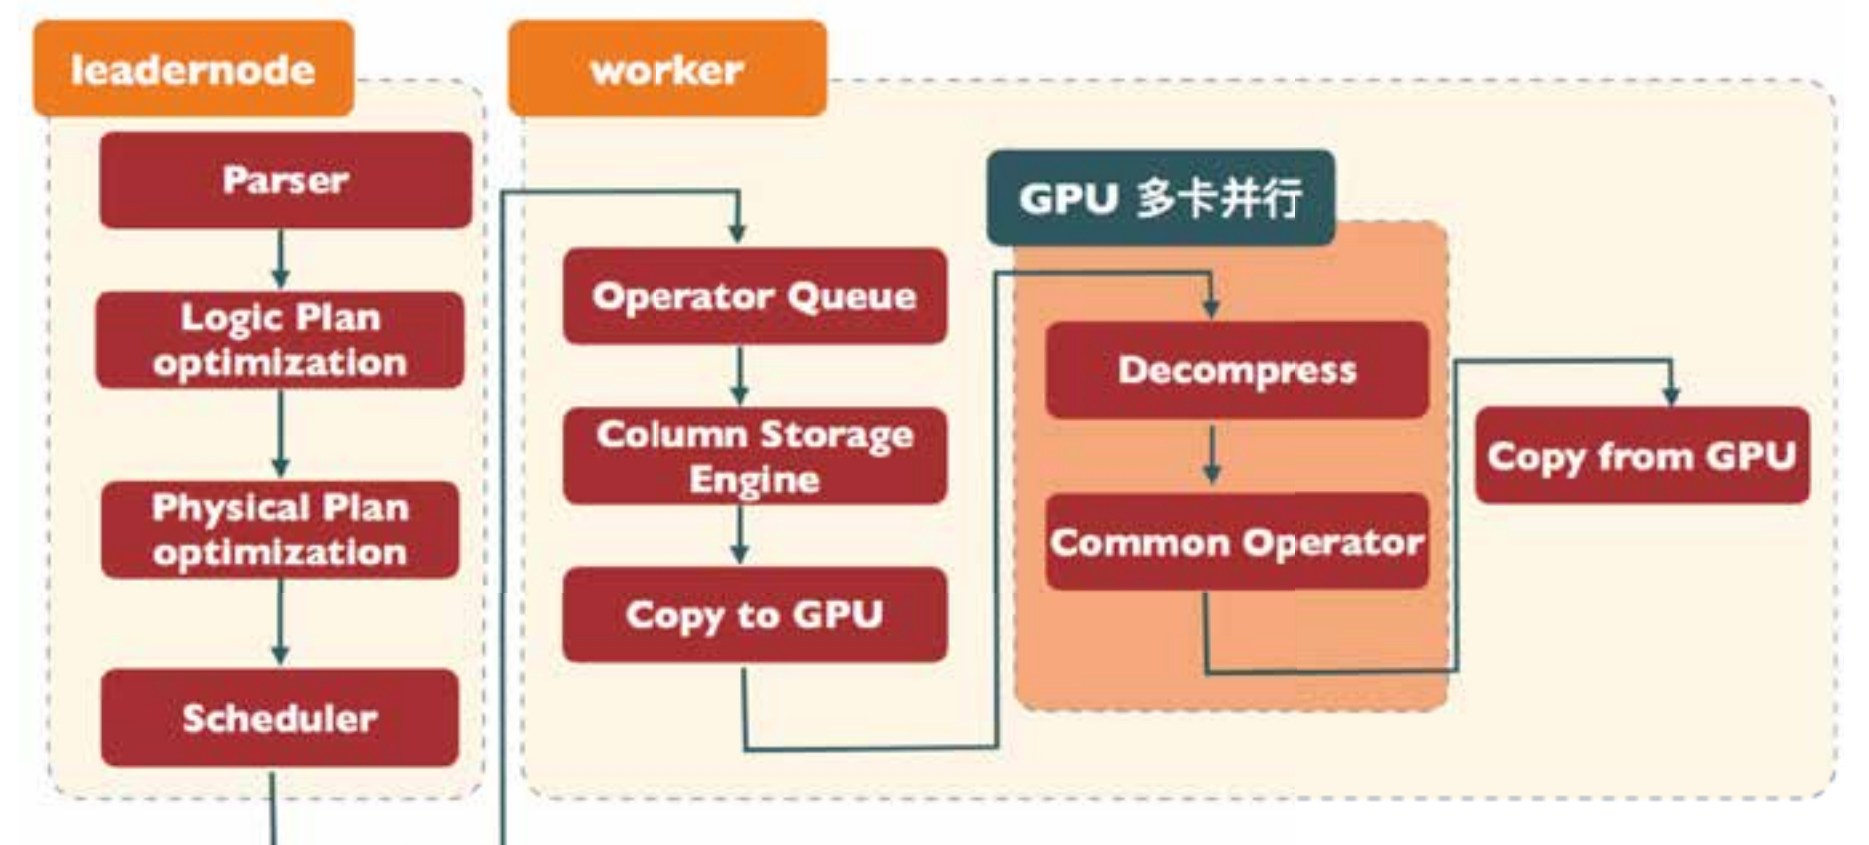 leadernode
Parser
Logic Plan
optimization
Physical Plan
optimization
Scheduler
worker
Operator Queue
Column Storage
Engine
Copy to GPU
GPU 多卡并行
Decompress
Common Operator
Copy from GPU